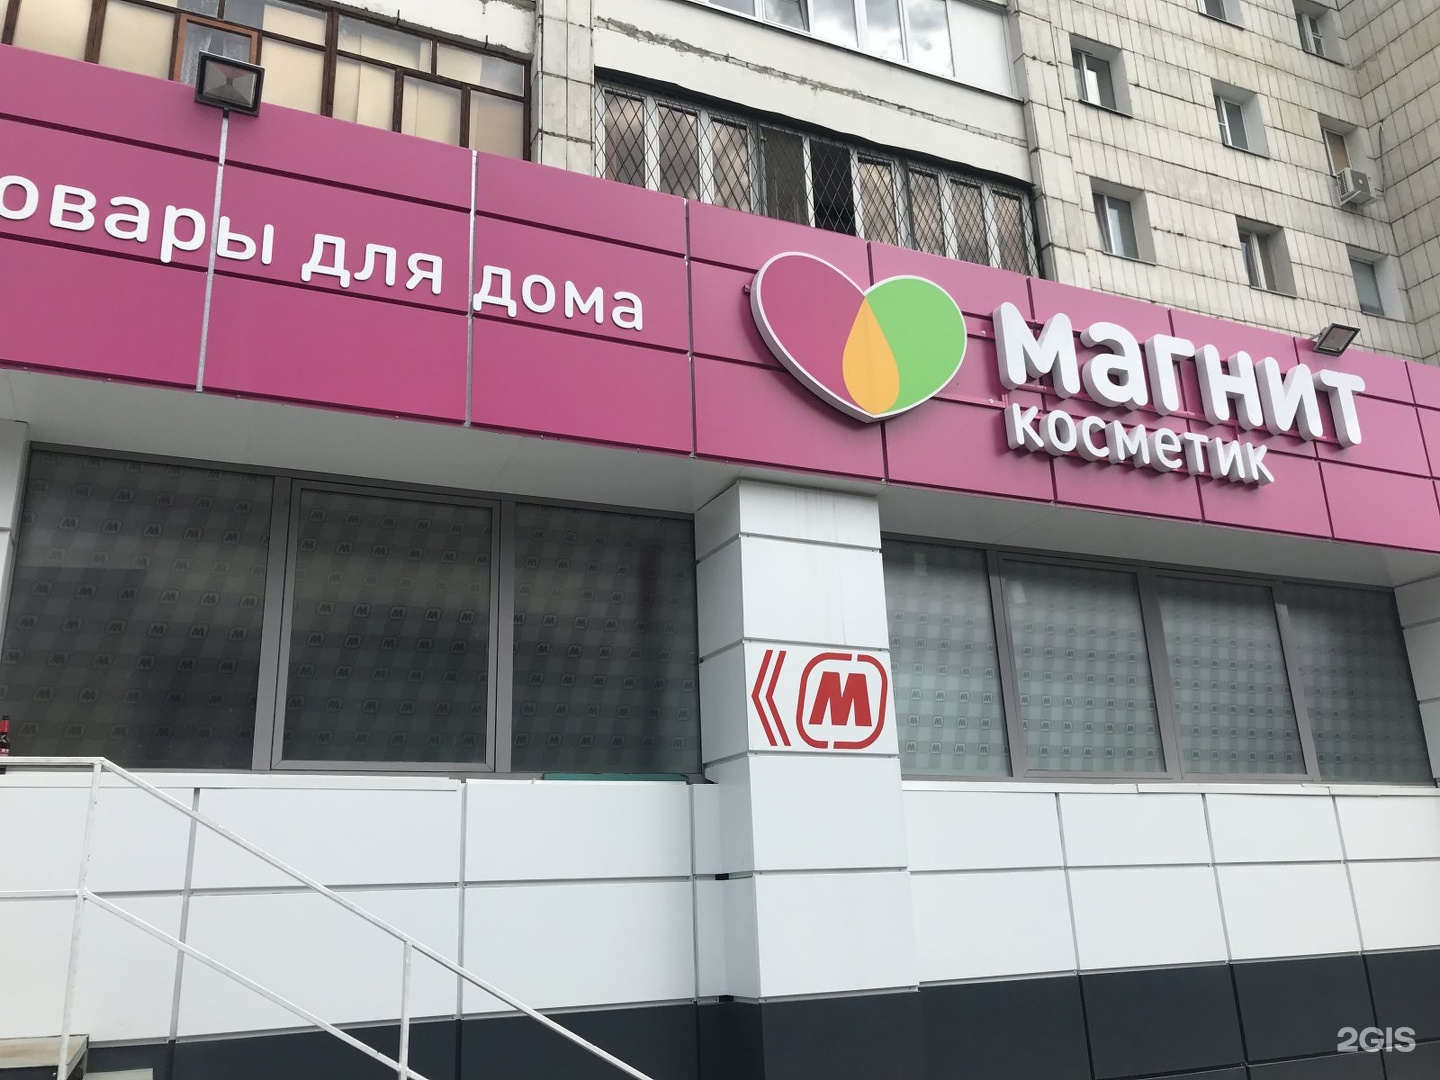 овары для дома
магнит
косметик
М
2GIS